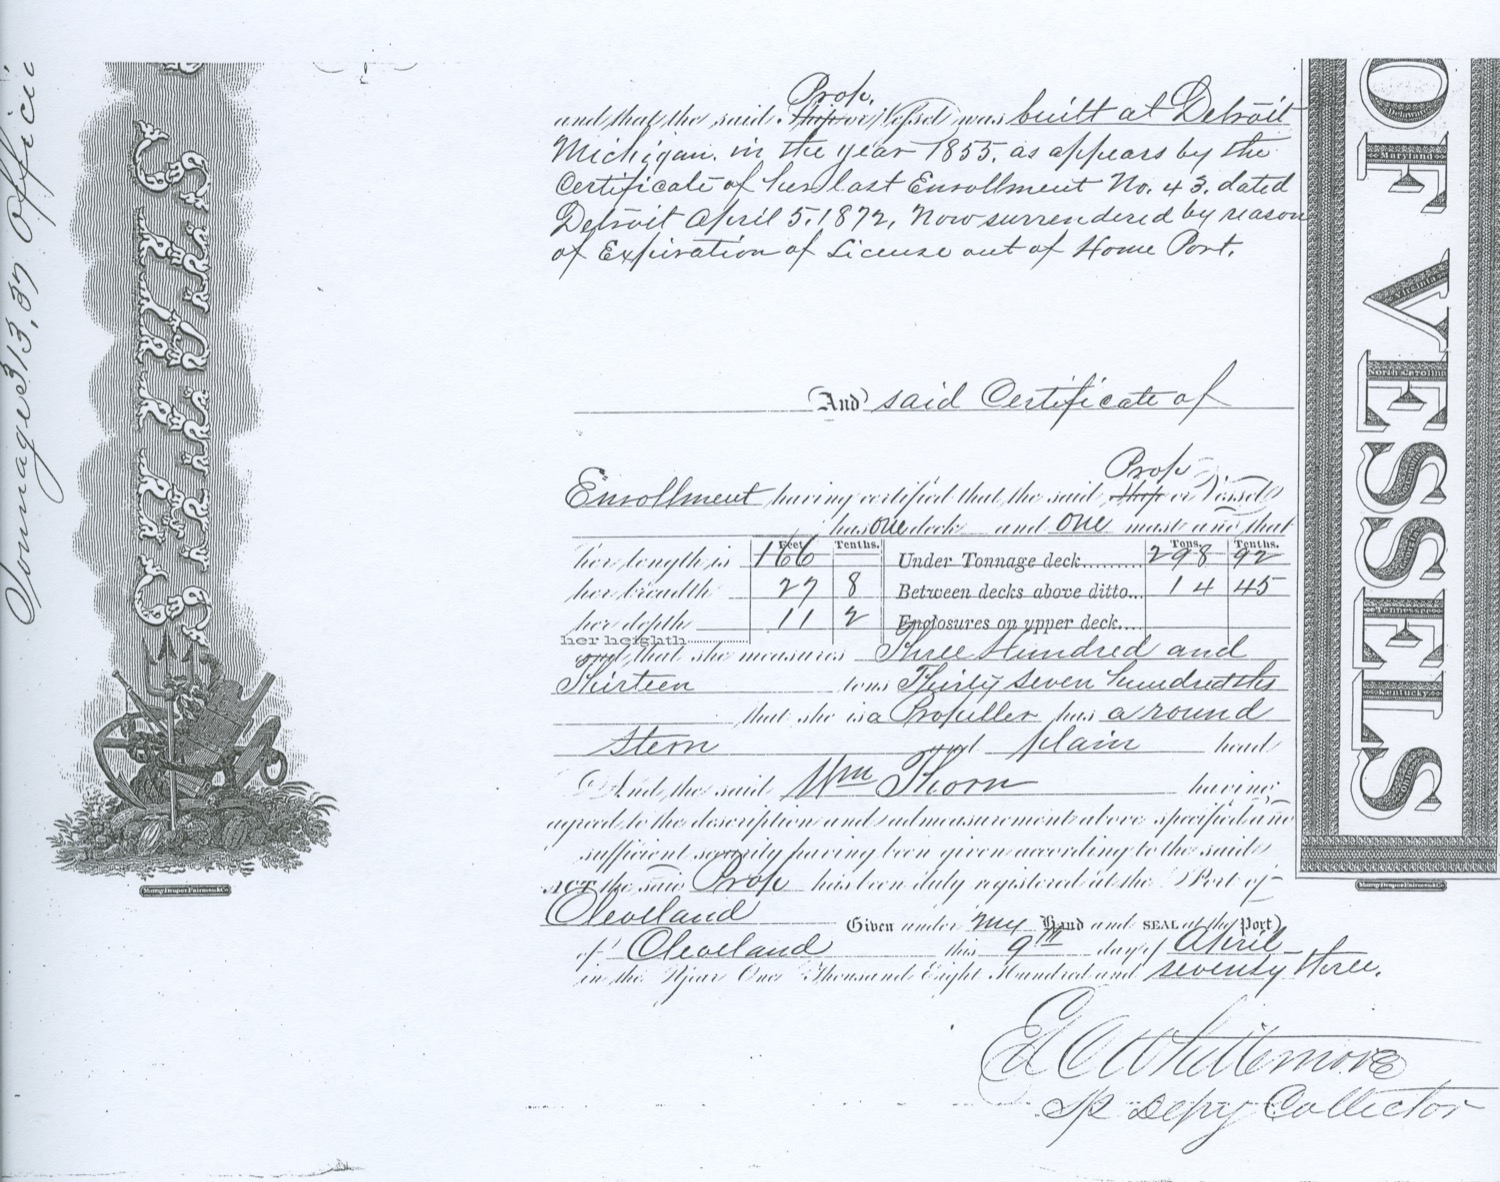 Prop.
and that the said Ship or Vessel was built at Detroit
Michigan. in the year 1855. as appears by the
Certificate of her last Enrollment No. 43. dated
Detroit April 5. 1872, Now surrendered by reason
of Expiration of License out of Home Port.
And said Certificate of
Prop
Enrollment having certified that the said Ship or Vessel
has one deck and one mast and that
Feet Tenths. Tons. Tenths.
her length is 166 Under Tonnage deck......... 298 92
her breadth 27 8 Between decks above ditto... 14 45
her depth 11 2 Enclosures on upper deck....
her heighth
and that she measures Three Hundred and
Thirteen tons Thirty seven hundredths
that she is a Propeller has a round
stern and plain head
And the said Wm Thorn having
agreed to the description and admeasurement above specified and
sufficient security having been given according to the said
the said Prop has been duly registered at the Port of
Cleveland Given under my Hand and SEAL at the Port
of Cleveland this 9th day of April
in the Year One Thousand Eight Hundred and seventy three.
Whittemore
Sp Depy Collector
Tonnage 313,37
OF VESSELS
Delaware
Maryland
Virginia
North Carolina
Tennessee
Kentucky